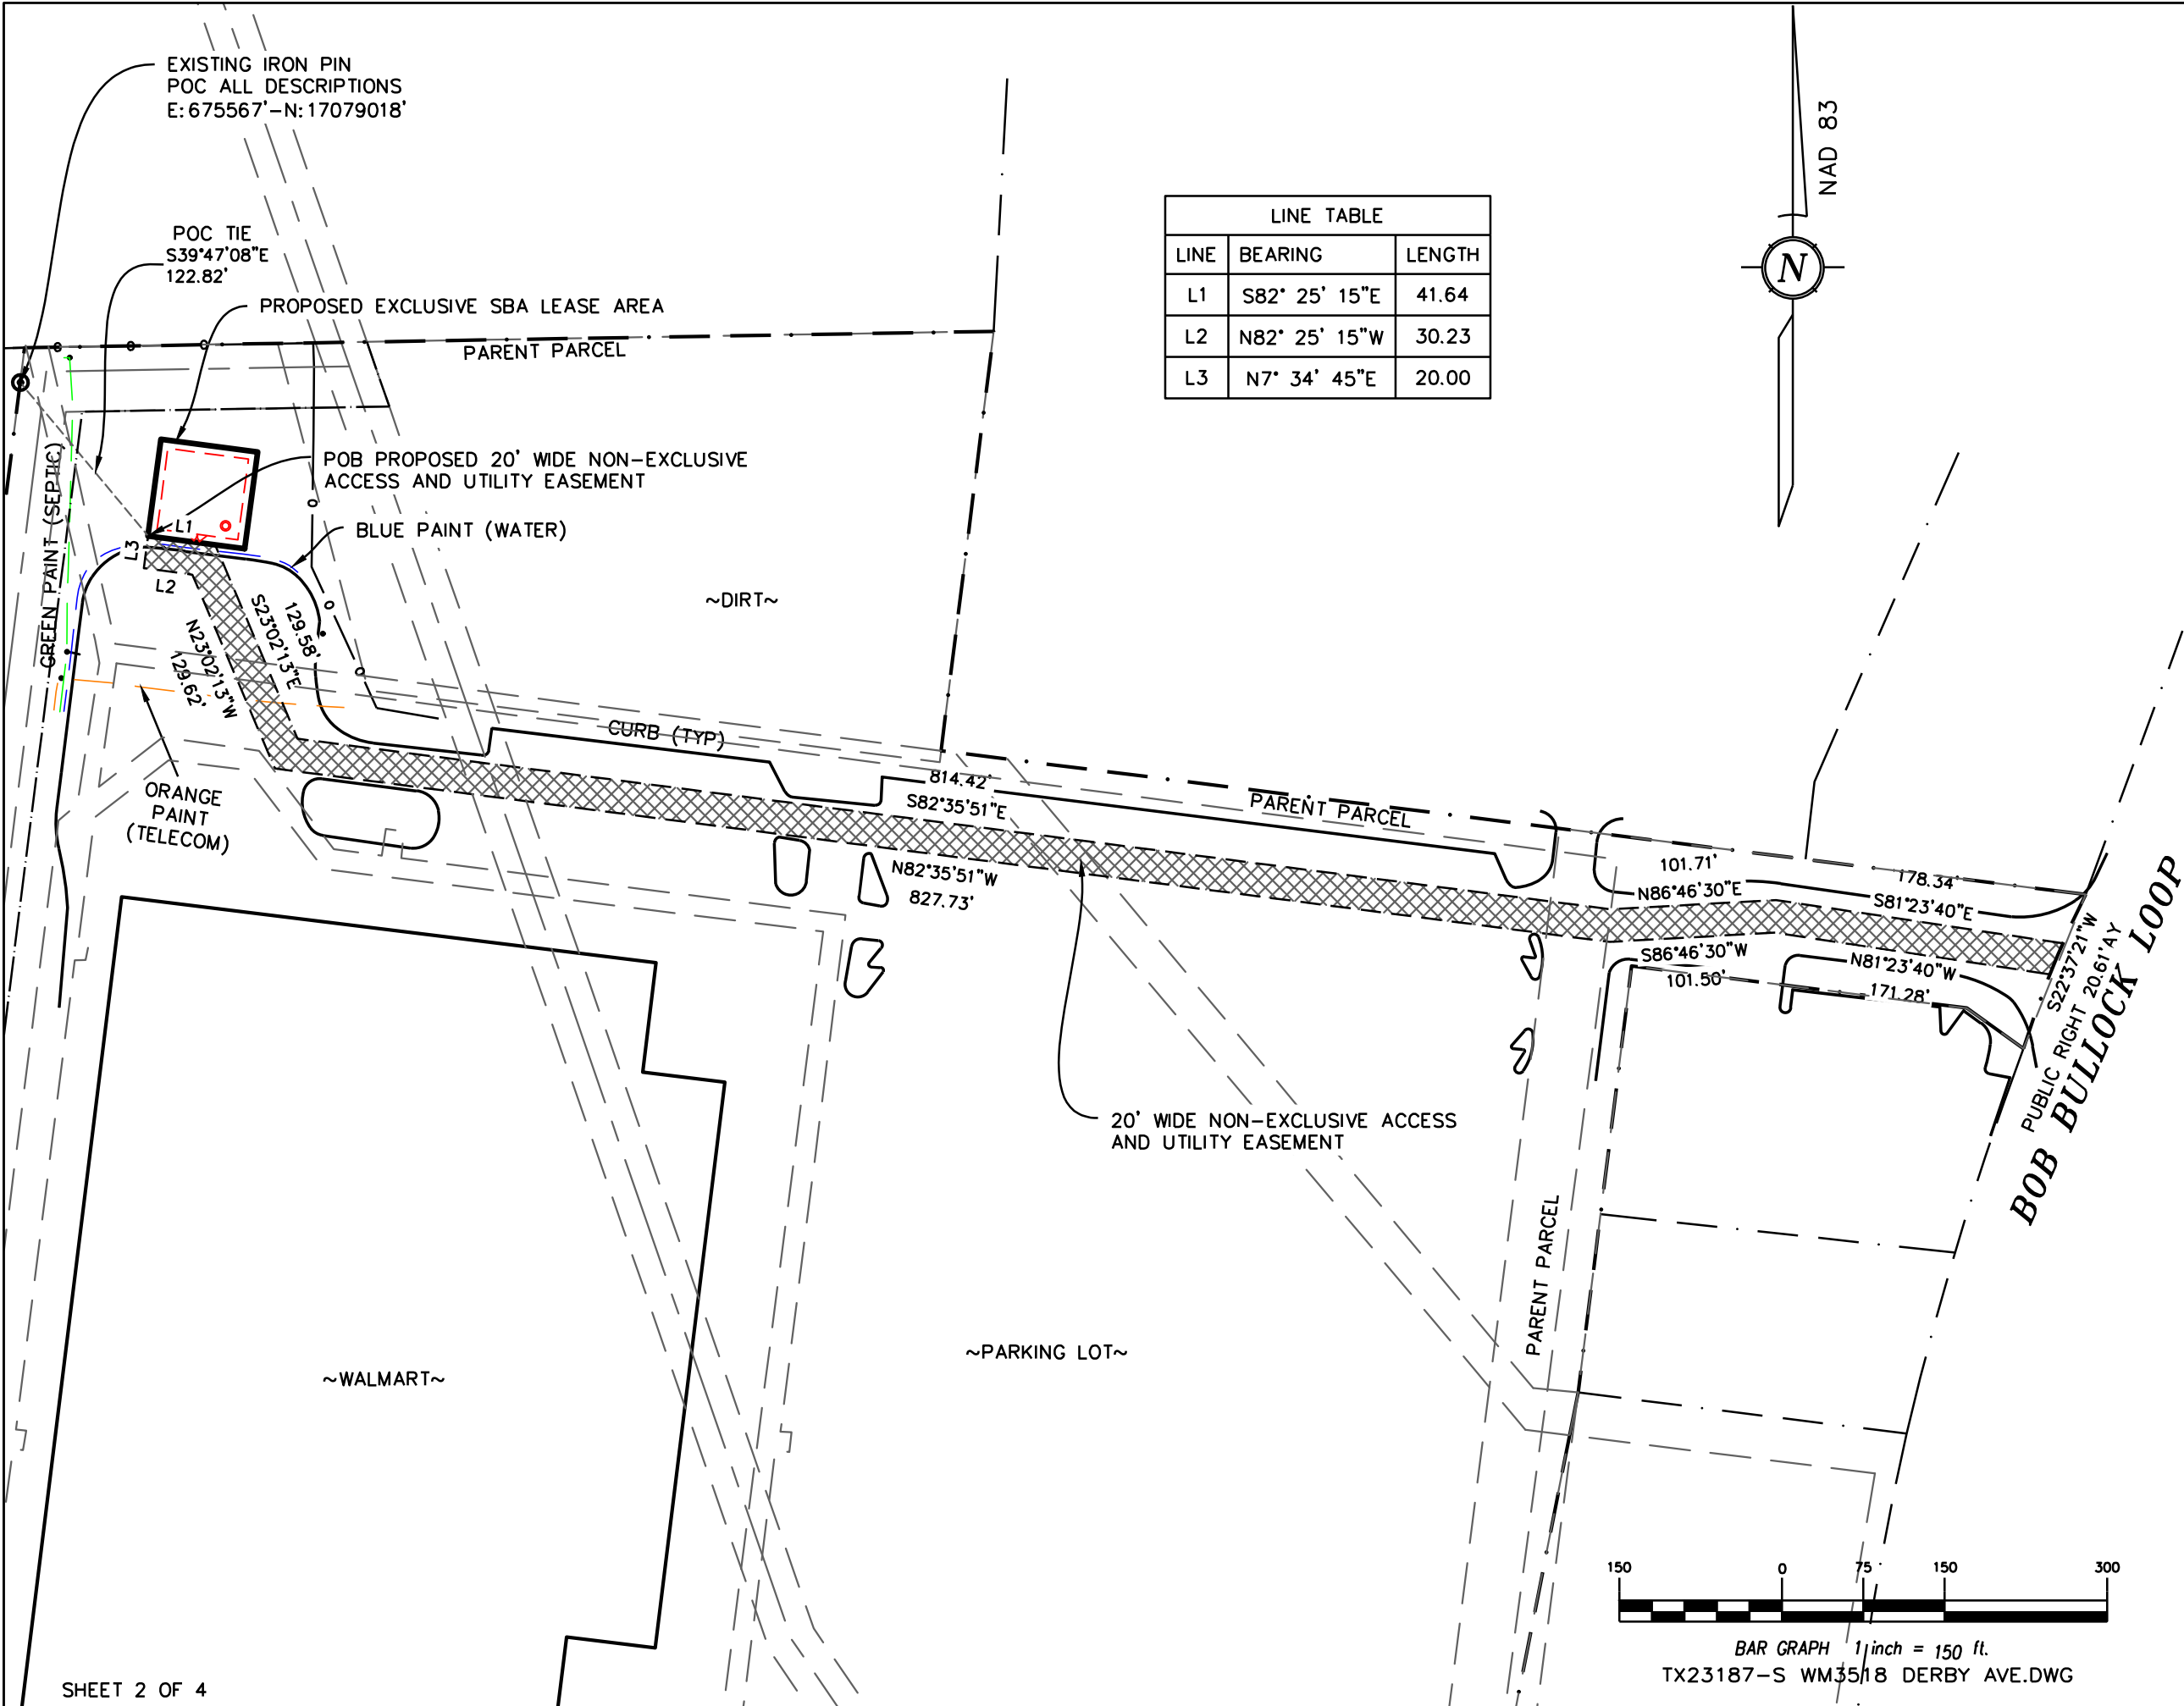 EXISTING IRON PIN
POC ALL DESCRIPTIONS
E:675567'-N:17079018'
NAD 83
N
POC TIE
S39°47'08"E
122.82'
PROPOSED EXCLUSIVE SBA LEASE AREA
PARENT PARCEL
LINE TABLE
LINE BEARING LENGTH
L1 S82° 25' 15"E 41.64
L2 N82° 25' 15"W 30.23
L3 N7° 34' 45"E 20.00
POB PROPOSED 20' WIDE NON-EXCLUSIVE
ACCESS AND UTILITY EASEMENT
BLUE PAINT (WATER)
GREEN PAINT (SEPTIC)
L1
L3
L2
~DIRT~
129.58'
S23°02'13"E
N23°02'13"W
129.62'
CURB (TYP)
ORANGE
PAINT
(TELECOM)
814.42'
S82°35'51"E
PARENT PARCEL
N82°35'51"W
827.73'
101.71'
N86°46'30"E
178.34'
S81°23'40"E
S86°46'30"W
101.50'
N81°23'40"W
171.28'
S22°37'21"W
20.61'
PUBLIC RIGHT AY
BOB BULLOCK LOOP
20' WIDE NON-EXCLUSIVE ACCESS
AND UTILITY EASEMENT
PARENT PARCEL
~WALMART~
~PARKING LOT~
150 0 75 150 300
BAR GRAPH 1 inch = 150 ft.
TX23187-S WM3518 DERBY AVE.DWG
SHEET 2 OF 4